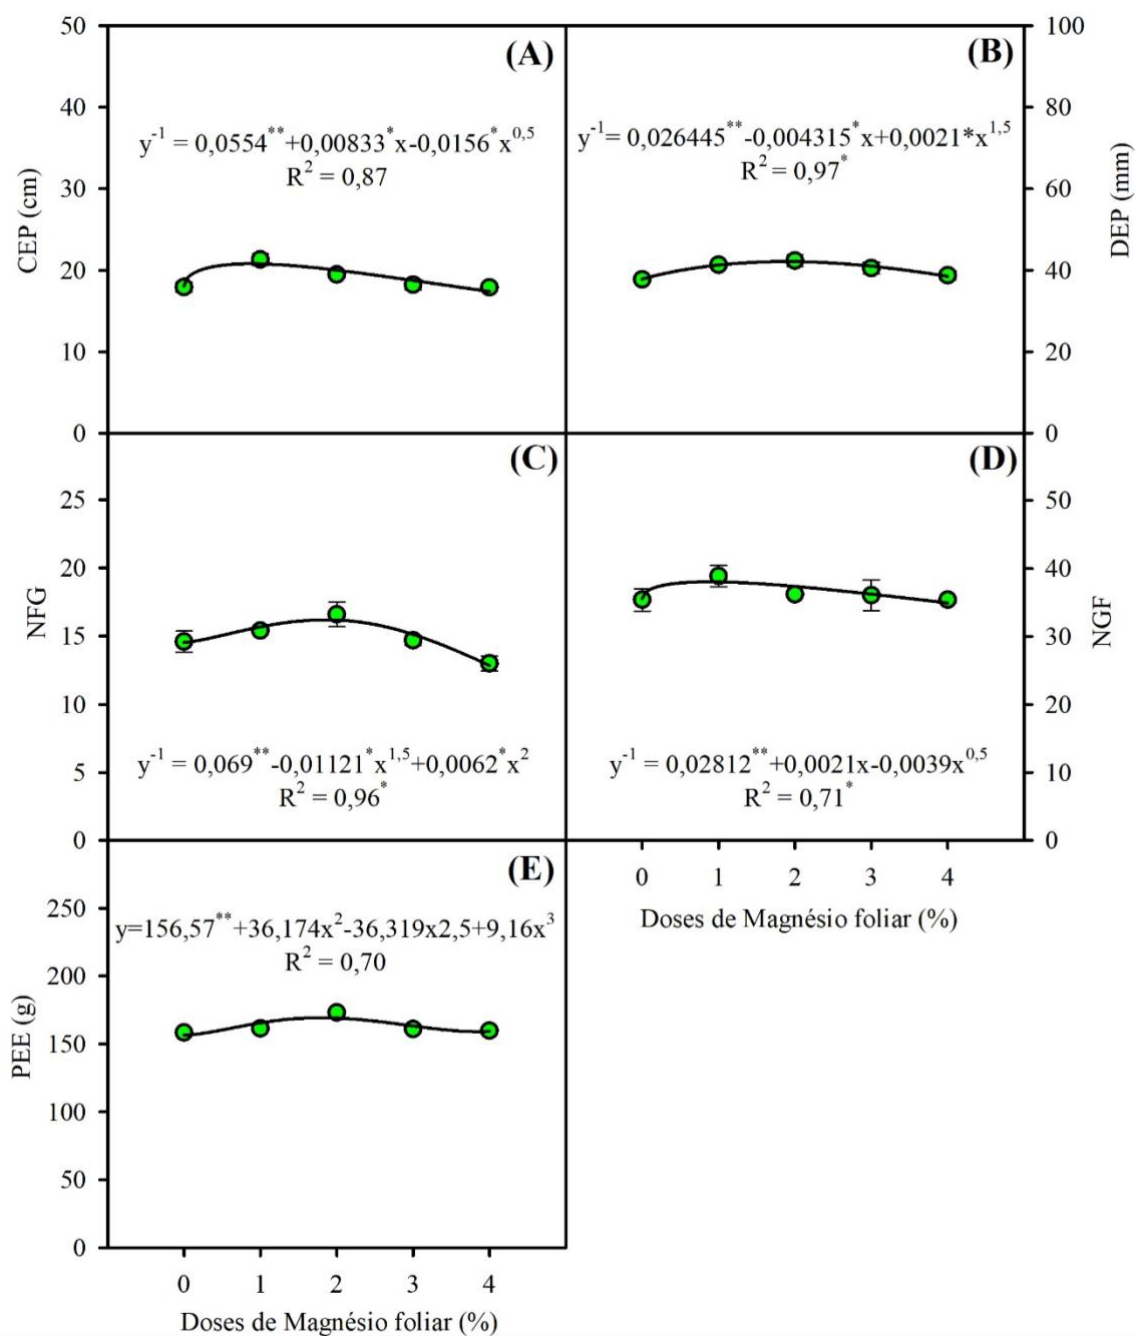 50
40
30
20
10
0
CEP (cm)
(A)
y⁻¹ = 0,0554**+0,00833*x-0,0156*x⁰,⁵
R² = 0,87
(B)
y⁻¹= 0,026445**-0,004315*x+0,0021*x¹,⁵
R² = 0,97*
100
80
60
40
20
0
DEP (mm)
25
20
15
10
5
0
NFG
(C)
y⁻¹ = 0,069**-0,01121*x¹,⁵+0,0062*x²
R² = 0,96*
(D)
y⁻¹ = 0,02812**+0,0021x-0,0039x⁰,⁵
R² = 0,71*
50
40
30
20
10
0
NGF
0 1 2 3 4
Doses de Magnésio foliar (%)
250
200
150
100
50
0
PEE (g)
(E)
y=156,57**+36,174x²-36,319x2,5+9,16x³
R² = 0,70
0 1 2 3 4
Doses de Magnésio foliar (%)